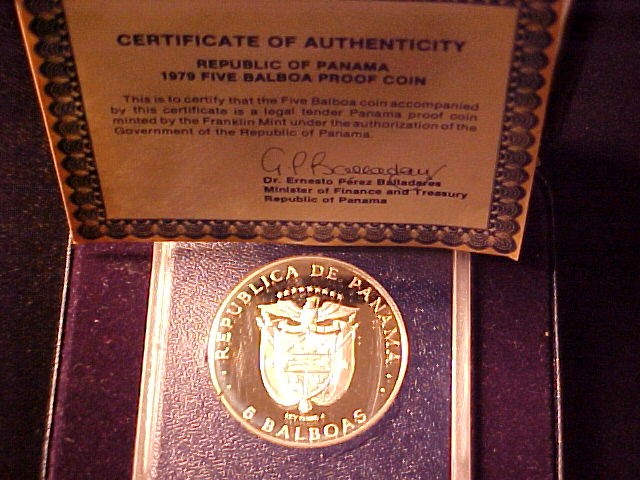 CERTIFICATE OF AUTHENTICITY
REPUBLIC OF PANAMA
1979 FIVE BALBOA PROOF COIN
This is to certify that the Five Balboa coin accompanied
by this certificate is a legal tender Panama proof coin
minted by the Franklin Mint under the authorization of the
Government of the Republic of Panama.
Dr. Ernesto Pérez Balladares
Minister of Finance and Treasury
Republic of Panama
REPUBLICA DE PANAMA
5 BALBOAS